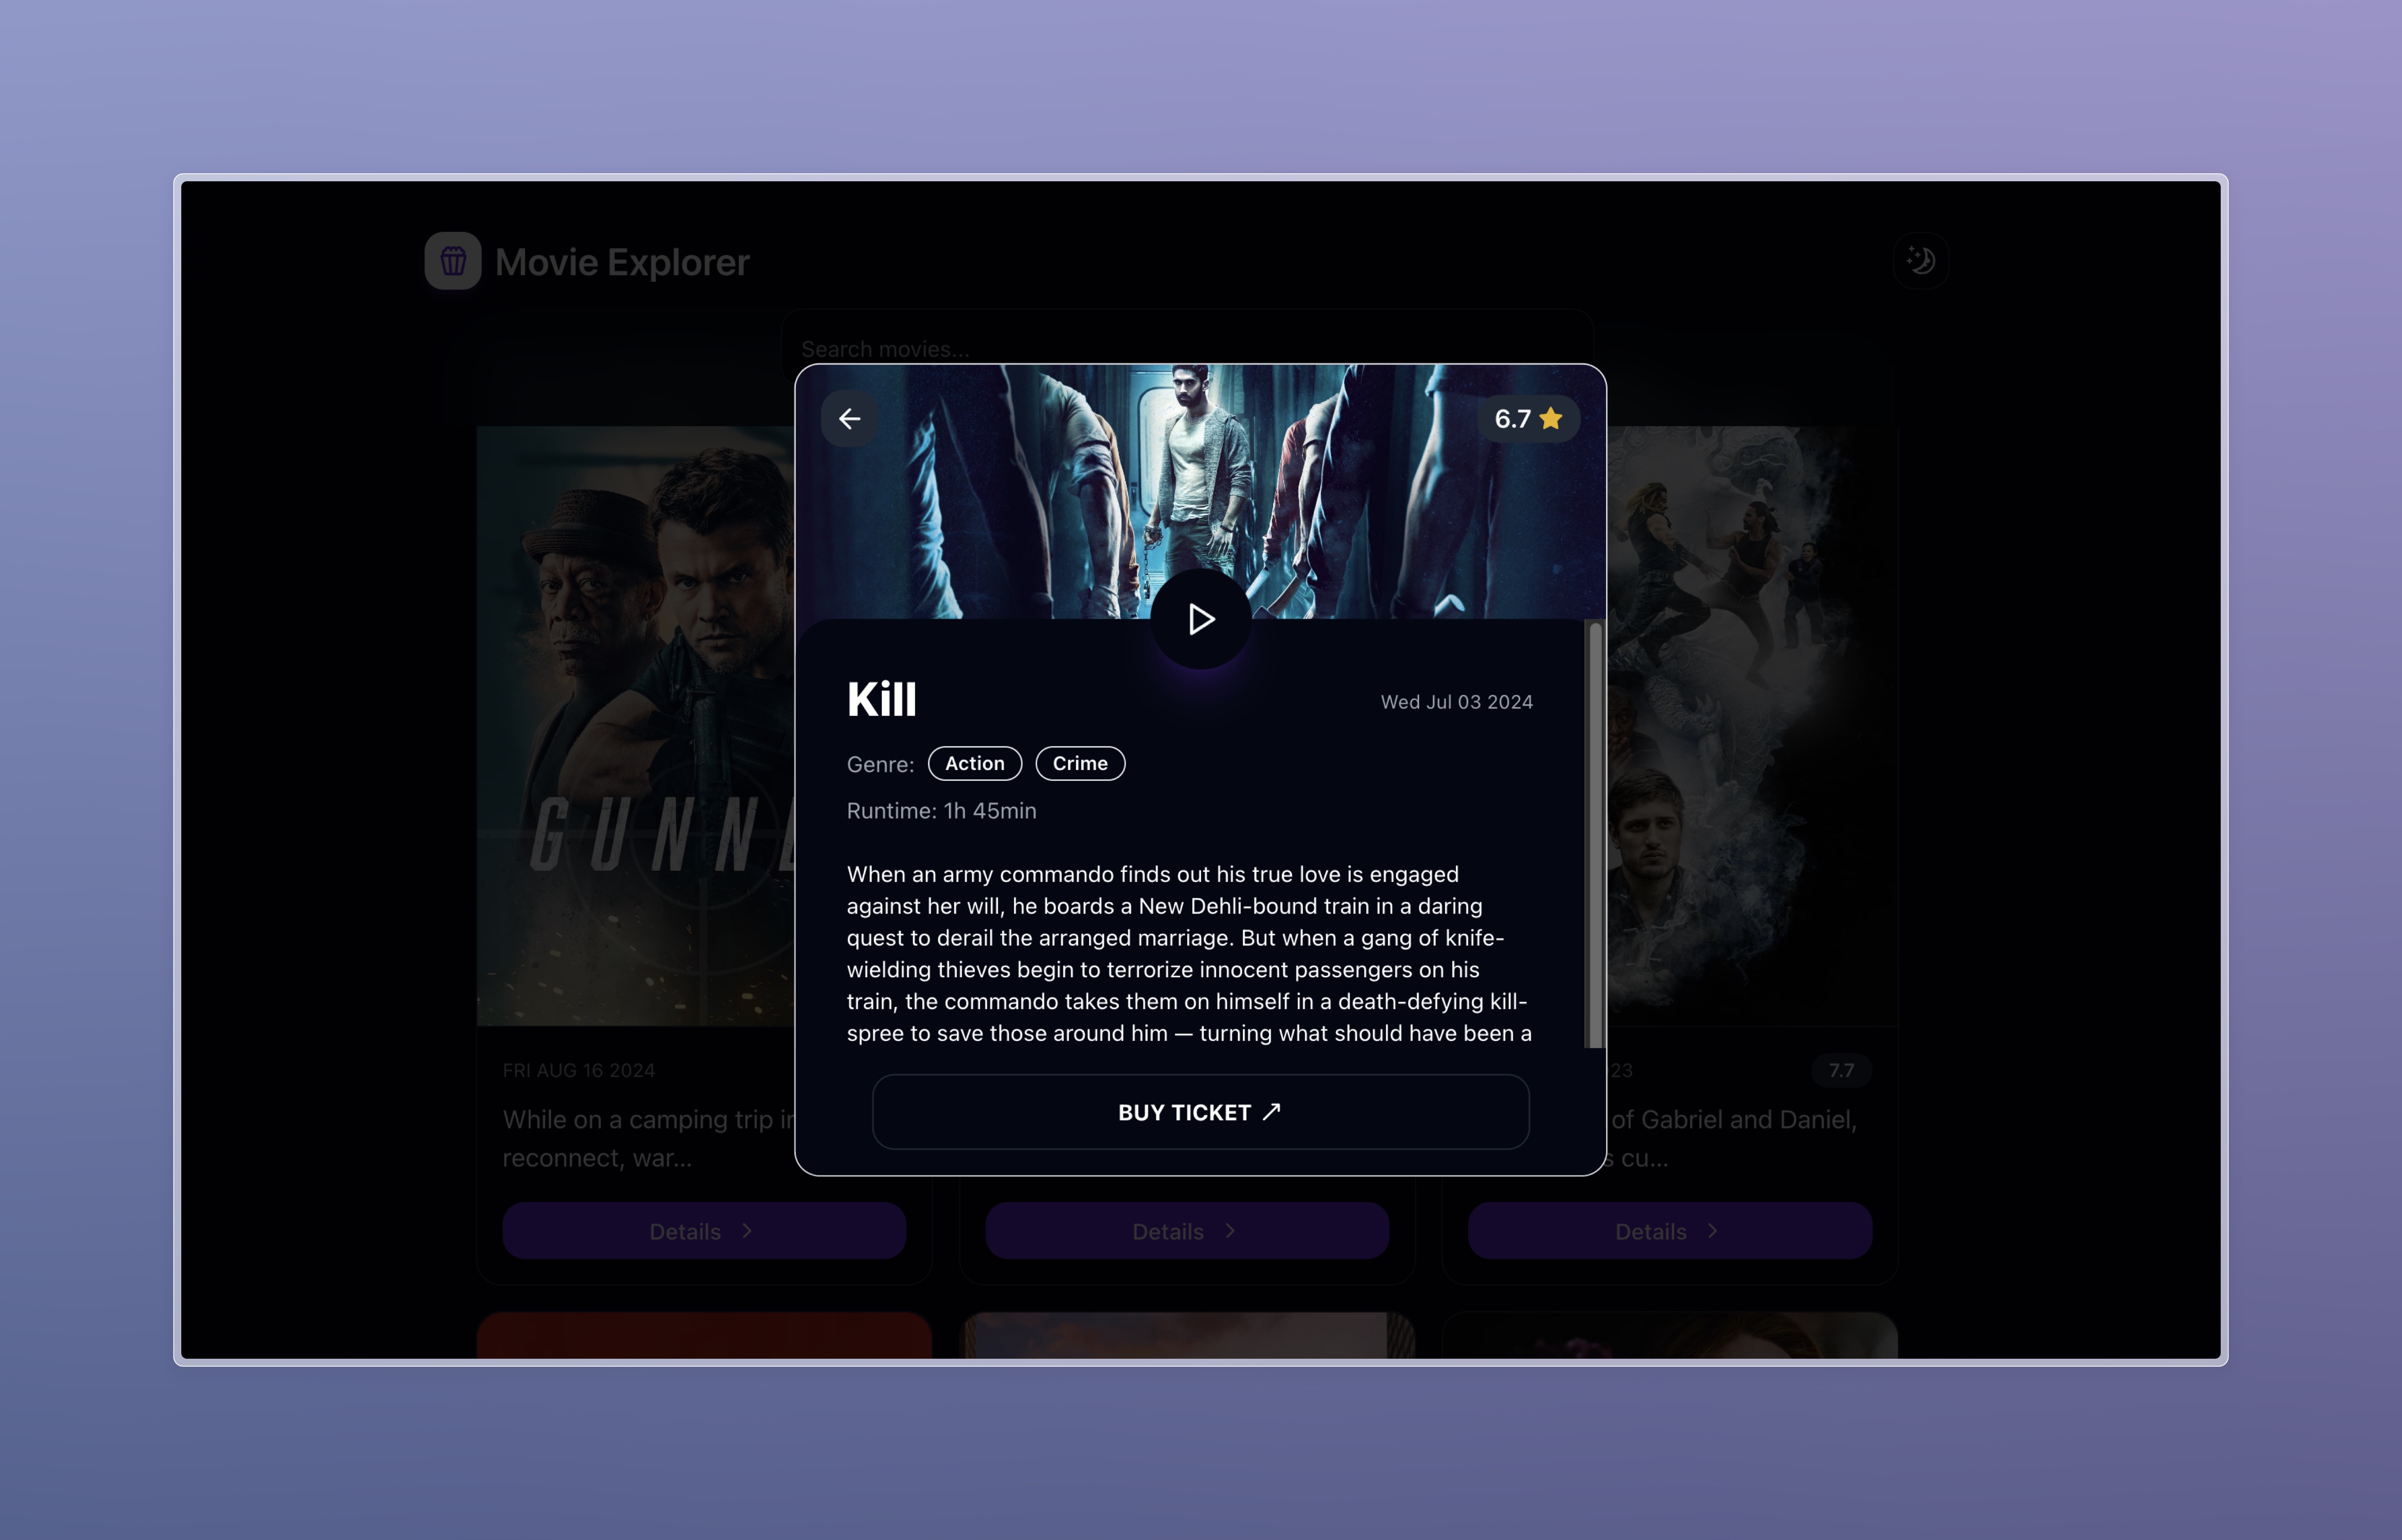 Movie Explorer
Search movies...
6.7
Kill
Wed Jul 03 2024
Genre: Action Crime
Runtime: 1h 45min
When an army commando finds out his true love is engaged
against her will, he boards a New Dehli-bound train in a daring
quest to derail the arranged marriage. But when a gang of knife-
wielding thieves begin to terrorize innocent passengers on his
train, the commando takes them on himself in a death-defying kill-
spree to save those around him — turning what should have been a
BUY TICKET
GUNN
FRI AUG 16 2024
While on a camping trip in
reconnect, war...
Details
Details
23
7.7
of Gabriel and Daniel,
s cu...
Details